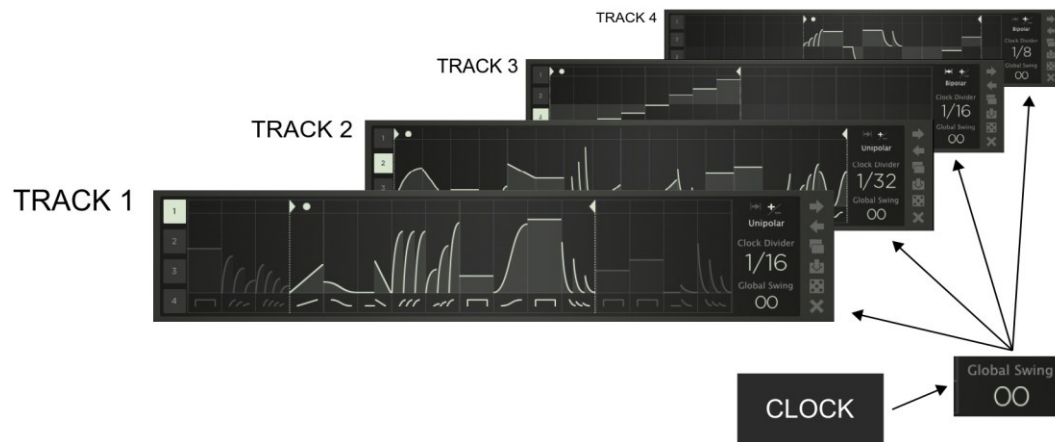 TRACK 4
1
2
Bipolar
Clock Divider
1/8
Global Swing
00
TRACK 3
1
2
4
Bipolar
Clock Divider
1/16
Global Swing
00
TRACK 2
1
2
3
Unipolar
Clock Divider
1/32
Global Swing
00
TRACK 1
1
2
3
4
Unipolar
Clock Divider
1/16
Global Swing
00
CLOCK
Global Swing
00